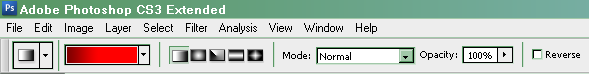 Ps Adobe Photoshop CS3 Extended
File Edit Image Layer Select Filter Analysis View Window Help
Mode: Normal Opacity: 100% Reverse